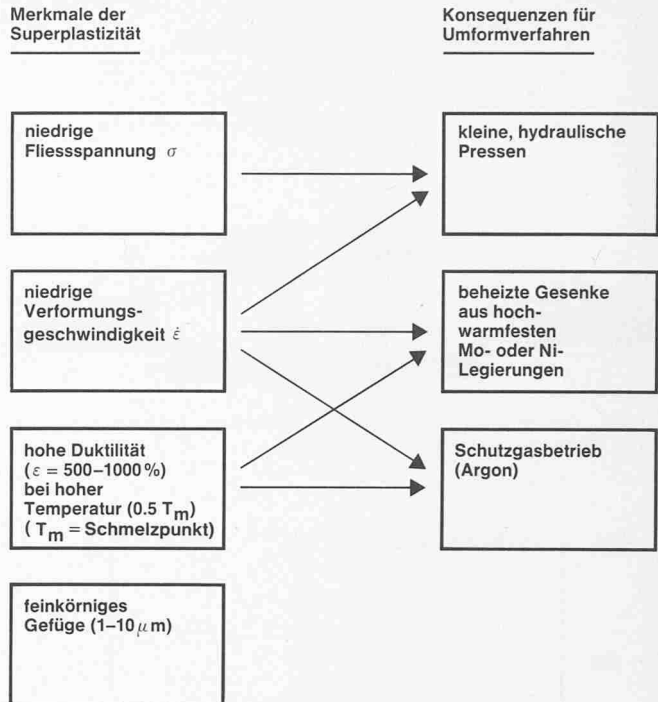 Merkmale der
Superplastizität
Konsequenzen für
Umformverfahren
niedrige
Fliessspannung σ
kleine, hydraulische
Pressen
niedrige
Verformungs-
geschwindigkeit ε̇
beheizte Gesenke
aus hoch-
warmfesten
Mo- oder Ni-
Legierungen
hohe Duktilität
(ε = 500–1000%)
bei hoher
Temperatur (0.5 Tm)
( Tm = Schmelzpunkt)
Schutzgasbetrieb
(Argon)
feinkörniges
Gefüge (1–10 μm)